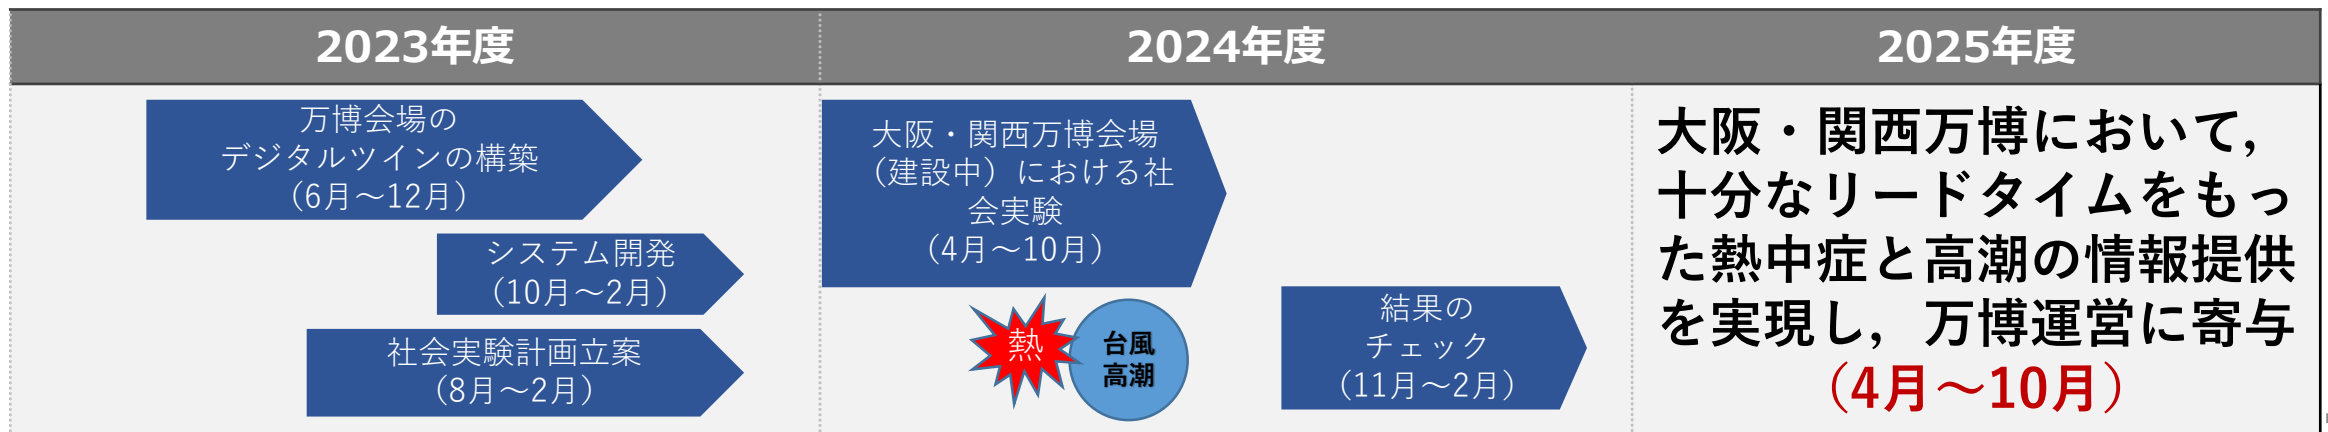 2023年度
2024年度
2025年度
万博会場の
デジタルツインの構築
（6月～12月）
システム開発
（10月～2月）
社会実験計画立案
（8月～2月）
大阪・関西万博会場
（建設中）における社
会実験
（4月～10月）
熱
台風
高潮
結果の
チェック
（11月～2月）
大阪・関西万博において，
十分なリードタイムをもっ
た熱中症と高潮の情報提供
を実現し，万博運営に寄与
（4月～10月）